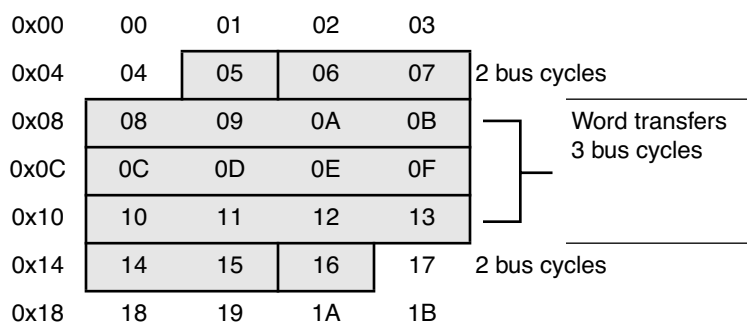 0x00 00 01 02 03
0x04 04 05 06 07 2 bus cycles
0x08 08 09 0A 0B Word transfers
3 bus cycles
0x0C 0C 0D 0E 0F
0x10 10 11 12 13
0x14 14 15 16 17 2 bus cycles
0x18 18 19 1A 1B